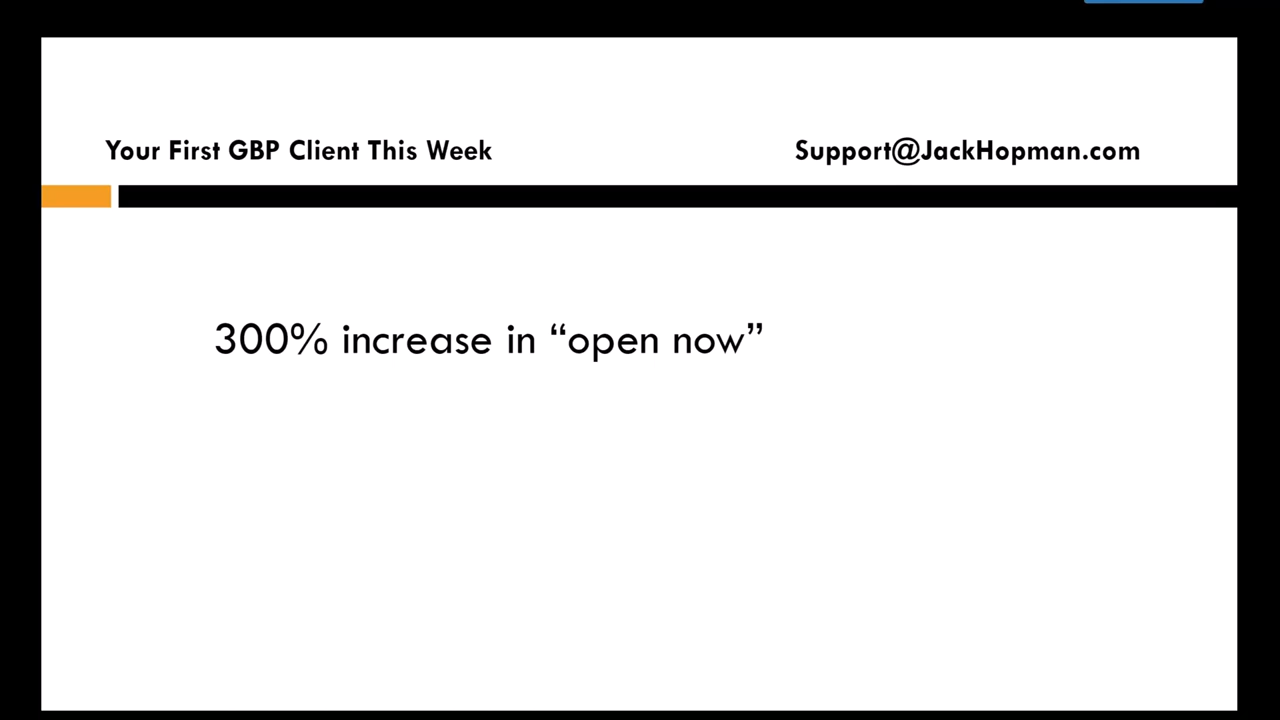 Your First GBP Client This Week
Support@JackHopman.com
300% increase in “open now”